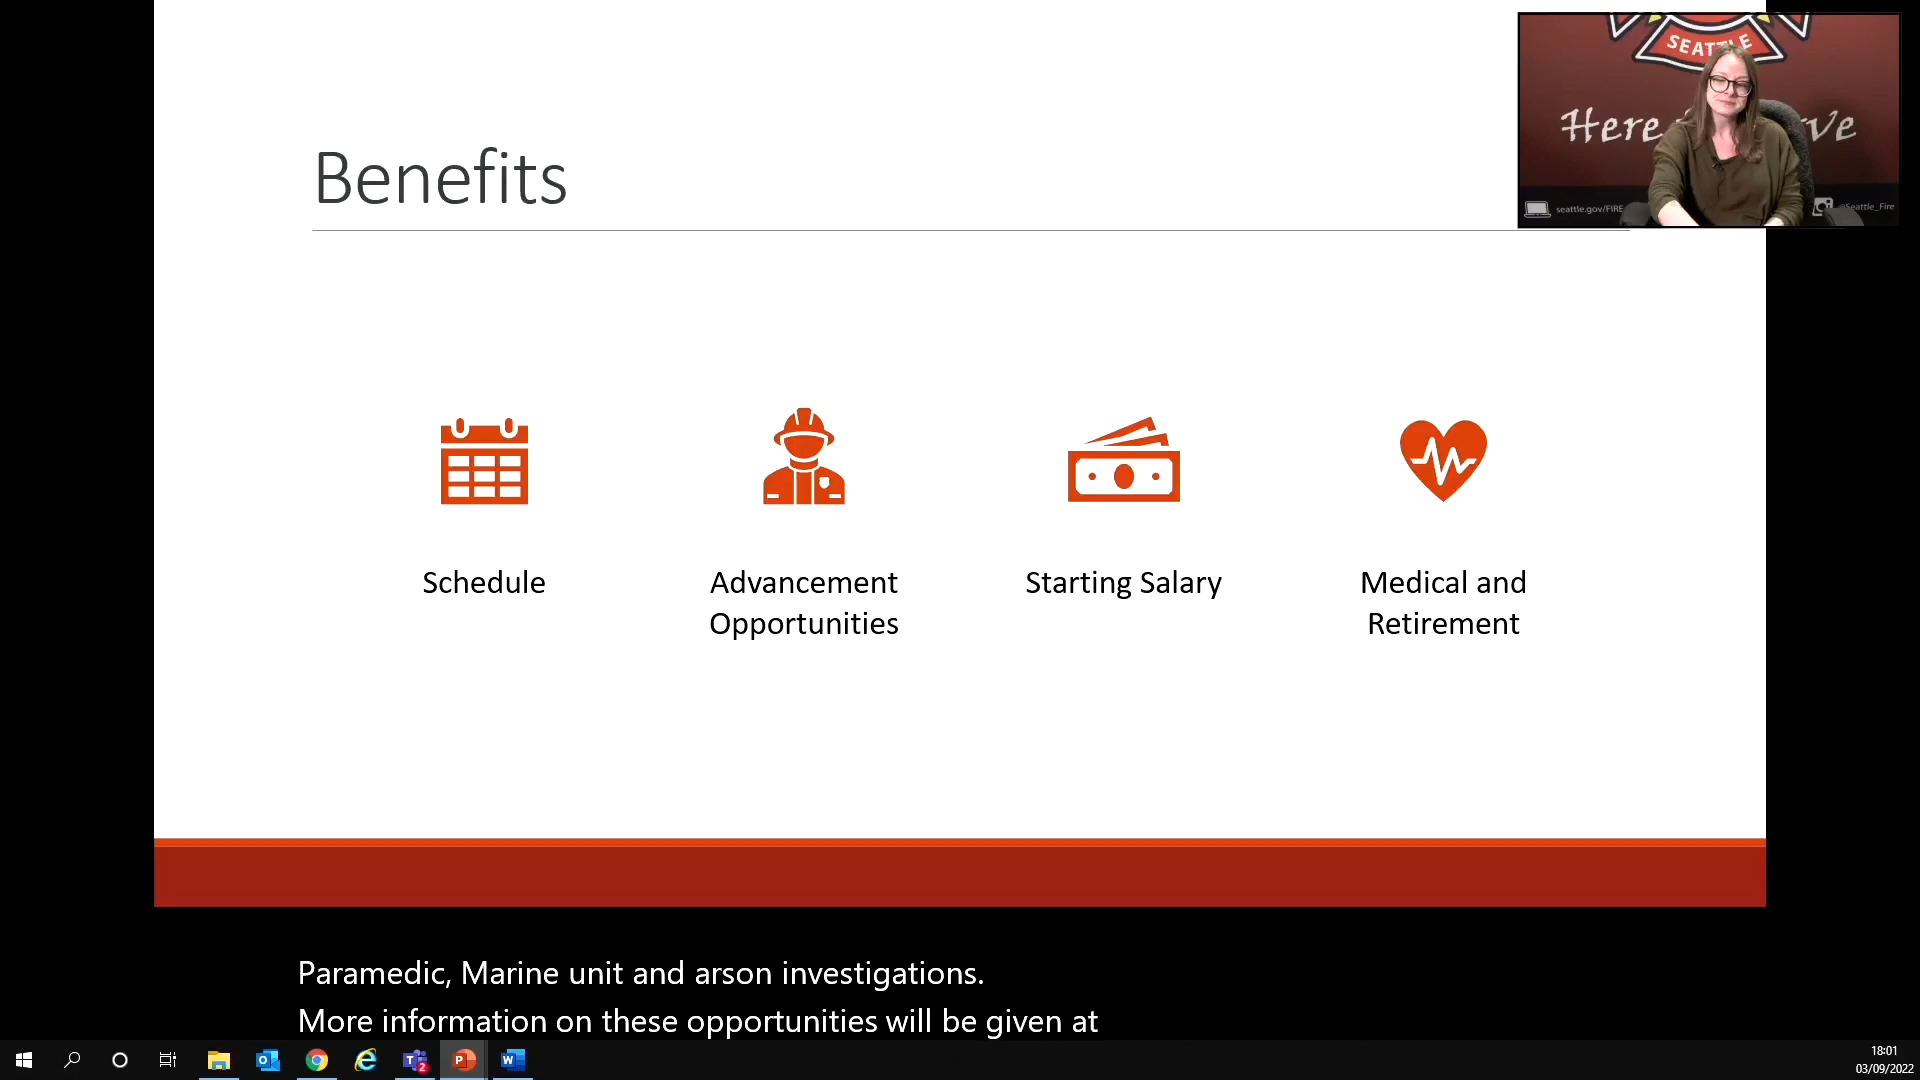 SEATTLE
Here
ve
seattle.gov/FIRE
@Seattle_Fire
Benefits
Schedule
Advancement
Opportunities
Starting Salary
Medical and
Retirement
Paramedic, Marine unit and arson investigations.
More information on these opportunities will be given at
18:01
03/09/2022